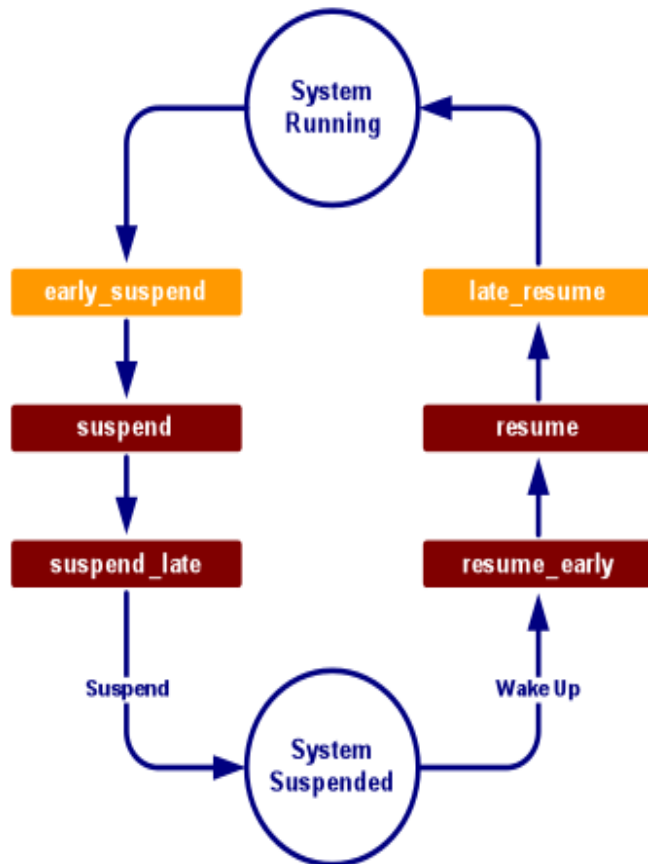 System
Running
early_suspend
late_resume
suspend
resume
suspend_late
resume_early
Suspend
Wake Up
System
Suspended